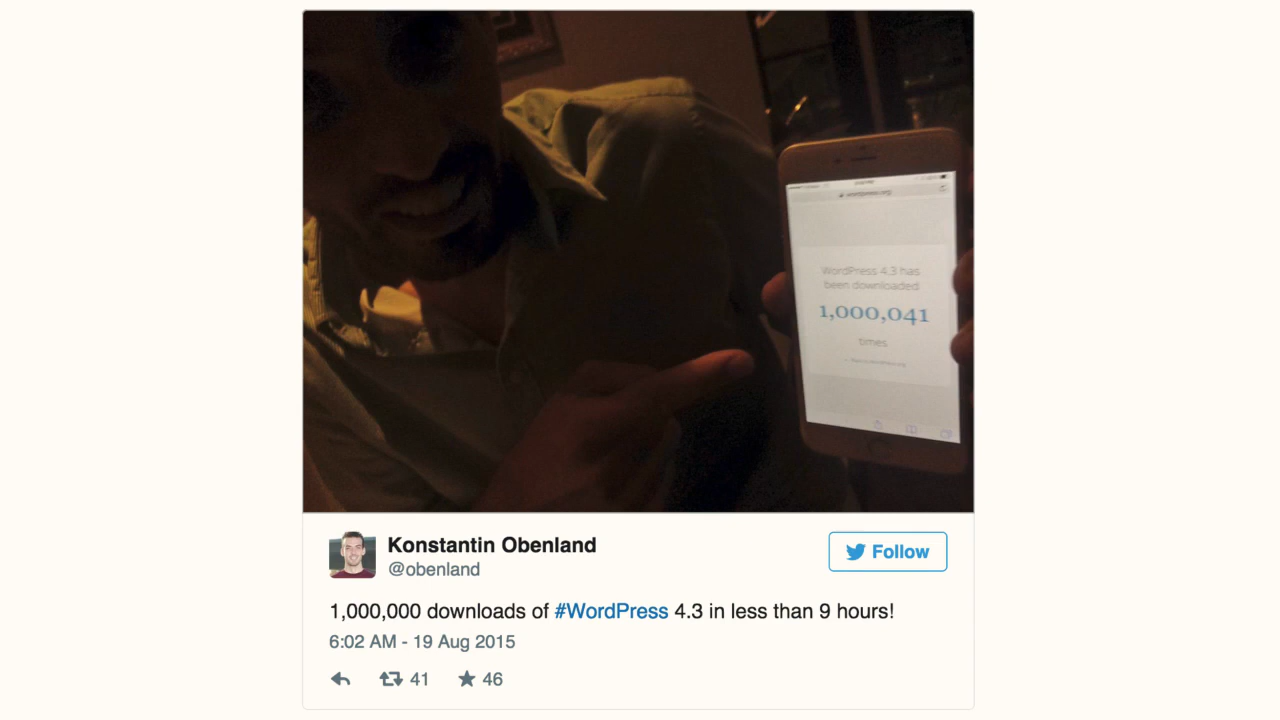 WordPress 4.3 has
been downloaded
1,000,041
times
Konstantin Obenland
@obenland
Follow
1,000,000 downloads of #WordPress 4.3 in less than 9 hours!
6:02 AM - 19 Aug 2015
41
46